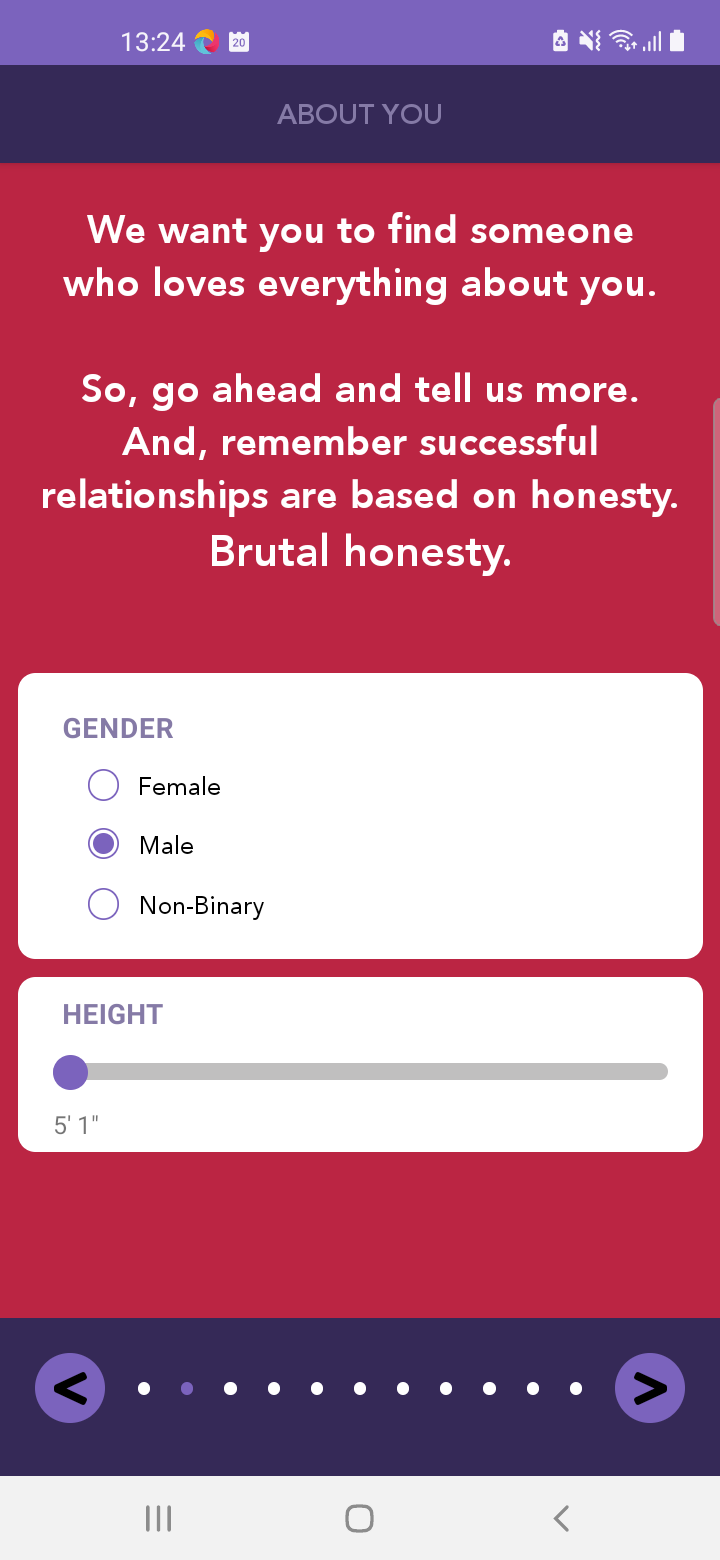 13:24
20
ABOUT YOU
We want you to find someone
who loves everything about you.
So, go ahead and tell us more.
And, remember successful
relationships are based on honesty.
Brutal honesty.
GENDER
Female
Male
Non-Binary
HEIGHT
5' 1"
< >